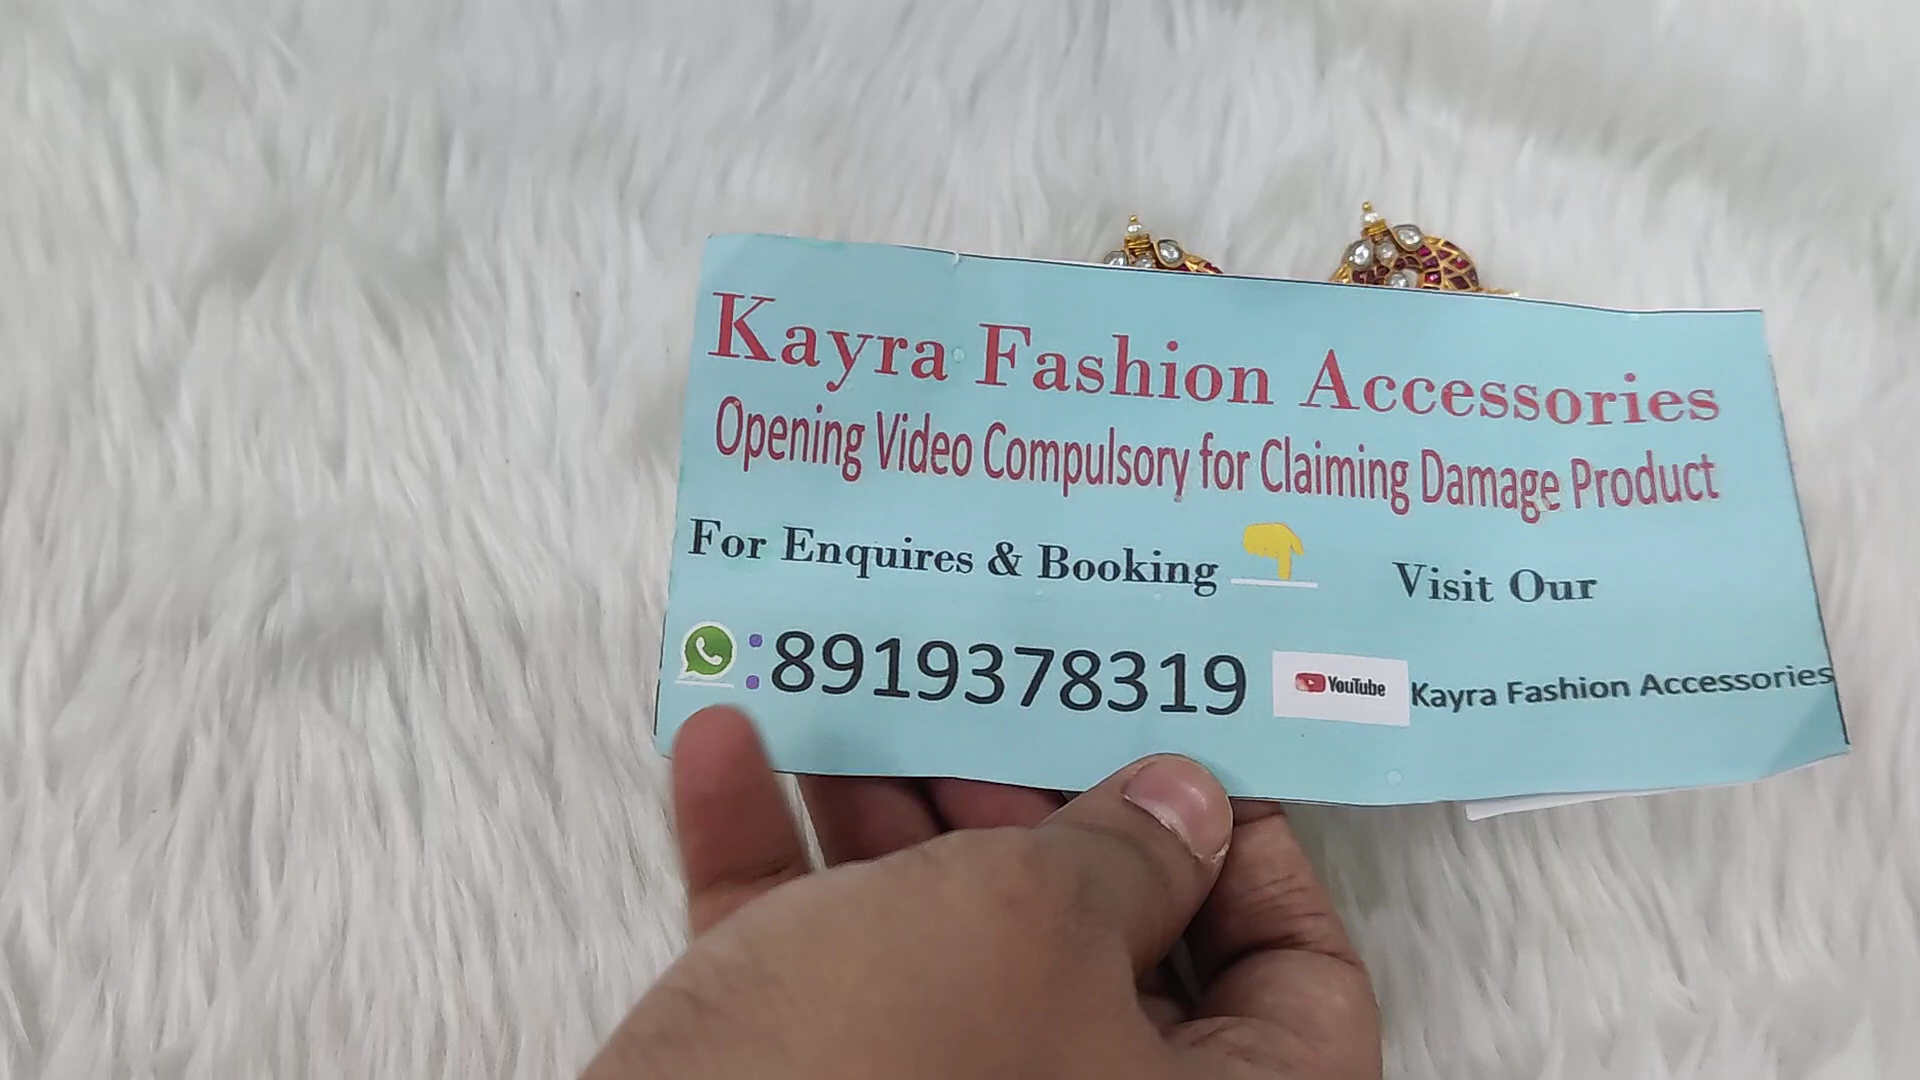 Kayra Fashion Accessories
Opening Video Compulsory for Claiming Damage Product
For Enquires & Booking
Visit Our
:8919378319
YouTube Kayra Fashion Accessories